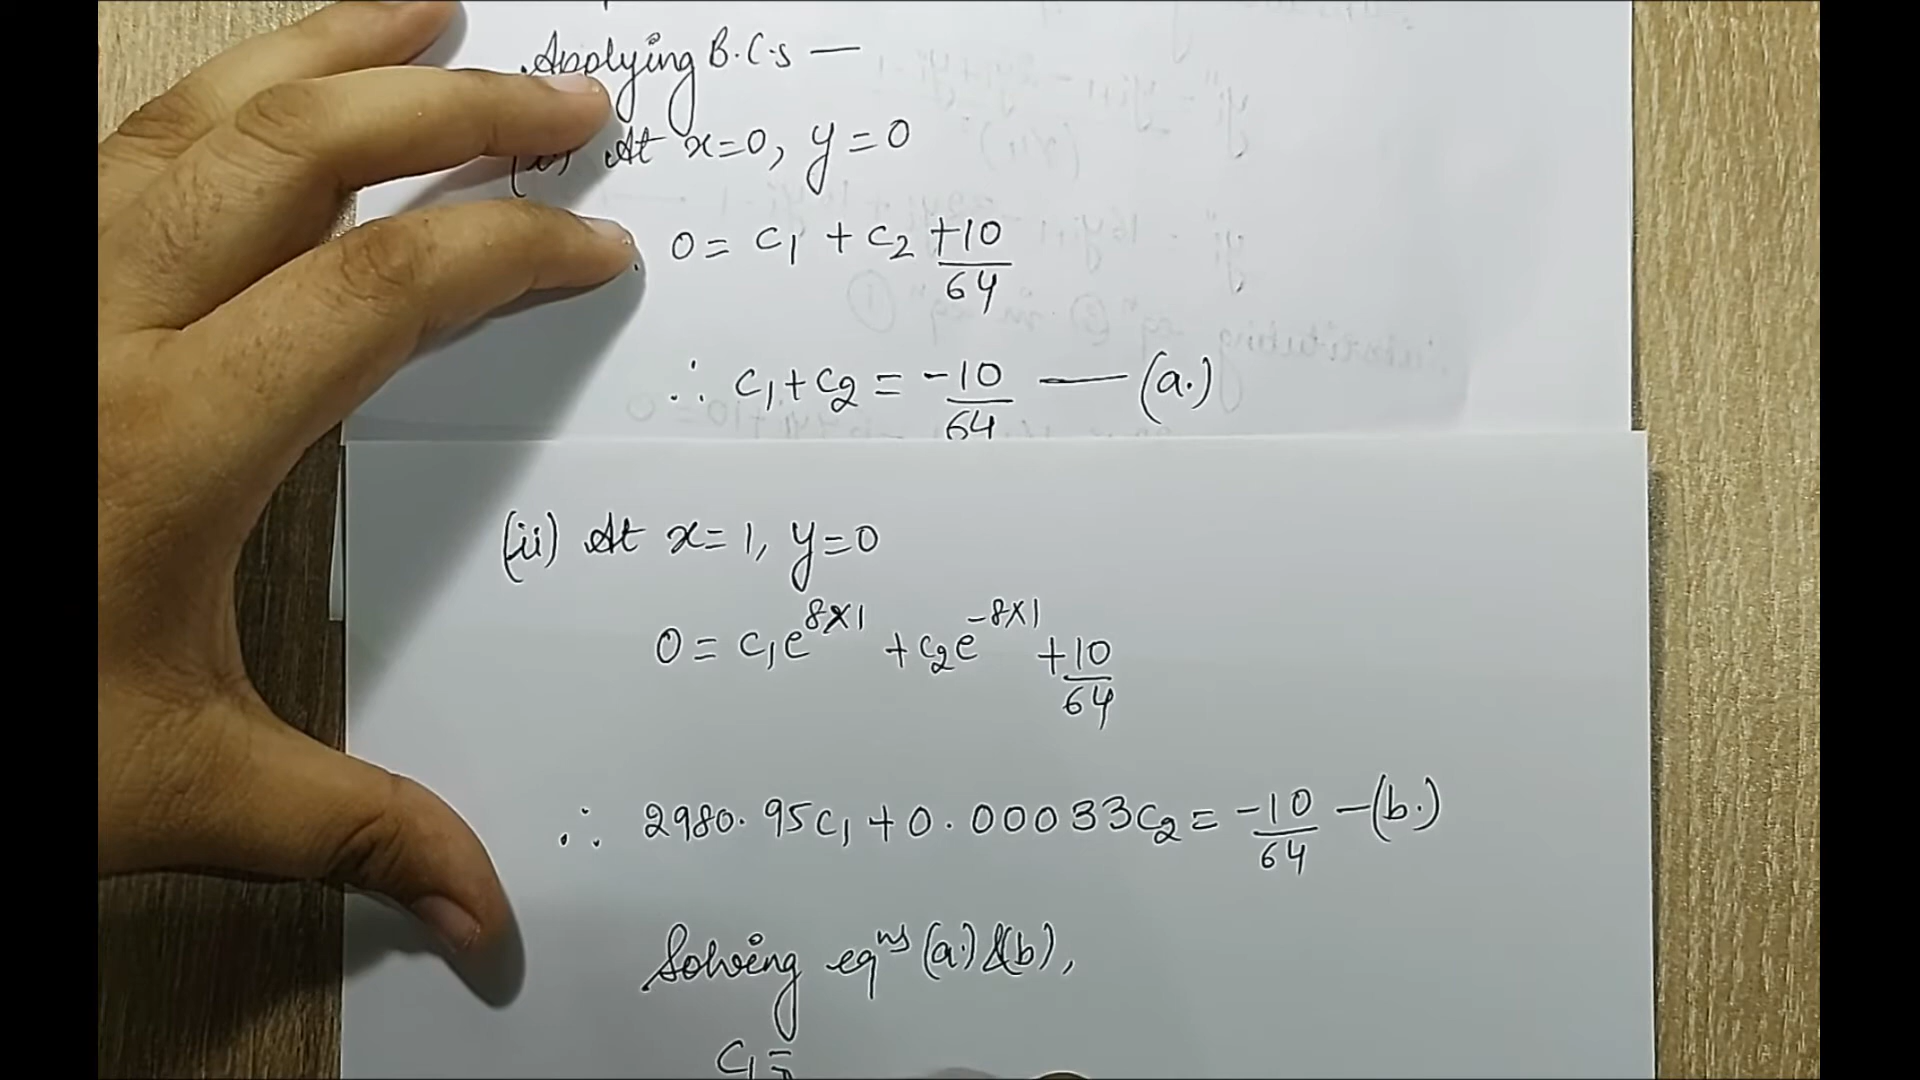 Applying B.C.s —
(i) At x=0, y=0
0 = c₁ + c₂ +10/64
∴ c₁+c₂ = -10/64 — (a.)
(ii) At x=1, y=0
0 = c₁e^8×1 + c₂e^-8×1 +10/64
∴ 2980.95c₁ + 0.00033c₂ = -10/64 -(b.)
Solving eqⁿˢ (a.) &(b),
c₁ =